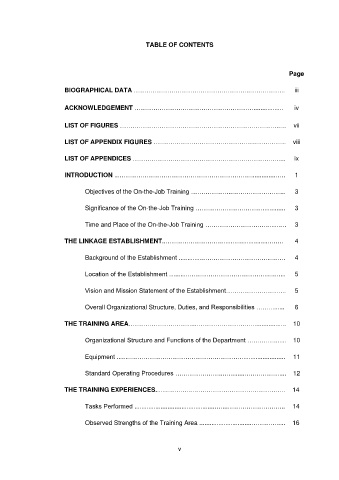 TABLE OF CONTENTS
Page
BIOGRAPHICAL DATA ........................................................................ iii
ACKNOWLEDGEMENT ........................................................................ iv
LIST OF FIGURES ........................................................................ vii
LIST OF APPENDIX FIGURES ............................................................ viii
LIST OF APPENDICES .................................................................... ix
INTRODUCTION ........................................................................ 1
Objectives of the On-the-Job Training ............................................. 3
Significance of the On-the-Job Training ........................................... 3
Time and Place of the On-the-Job Training ....................................... 3
THE LINKAGE ESTABLISHMENT............................................................ 4
Background of the Establishment .................................................... 4
Location of the Establishment ........................................................ 5
Vision and Mission Statement of the Establishment............................ 5
Overall Organizational Structure, Duties, and Responsibilities .............. 6
THE TRAINING AREA........................................................................ 10
Organizational Structure and Functions of the Department ................... 10
Equipment ........................................................................ 11
Standard Operating Procedures ...................................................... 12
THE TRAINING EXPERIENCES............................................................ 14
Tasks Performed ........................................................................ 14
Observed Strengths of the Training Area .......................................... 16
v